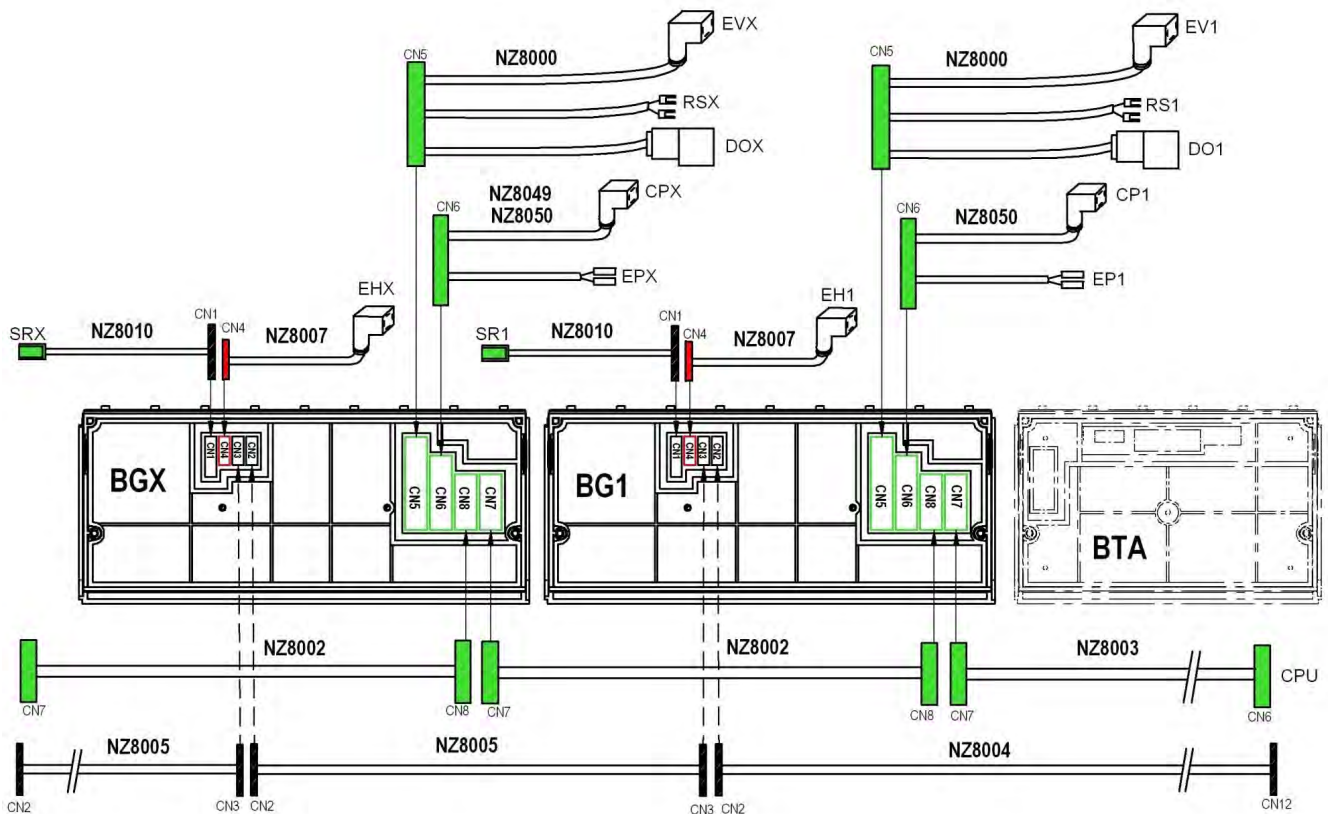 EVX
EV1
CN5
NZ8000
CN5
NZ8000
RSX
RS1
DOX
DO1
NZ8049
CPX
CP1
CN6
NZ8050
CN6
NZ8050
EPX
EP1
EHX
EH1
CN1
CN1
SRX
NZ8010
CN4
NZ8007
SR1
NZ8010
CN4
NZ8007
CN1
CN4
CN3
CN2
CN1
CN4
CN3
CN2
BGX
CN5
CN6
CN8
CN7
BG1
CN5
CN6
CN8
CN7
BTA
NZ8002
NZ8002
NZ8003
CPU
CN7
CN8
CN7
CN8
CN7
CN6
NZ8005
NZ8005
NZ8004
CN2
CN3
CN2
CN3
CN2
CN12